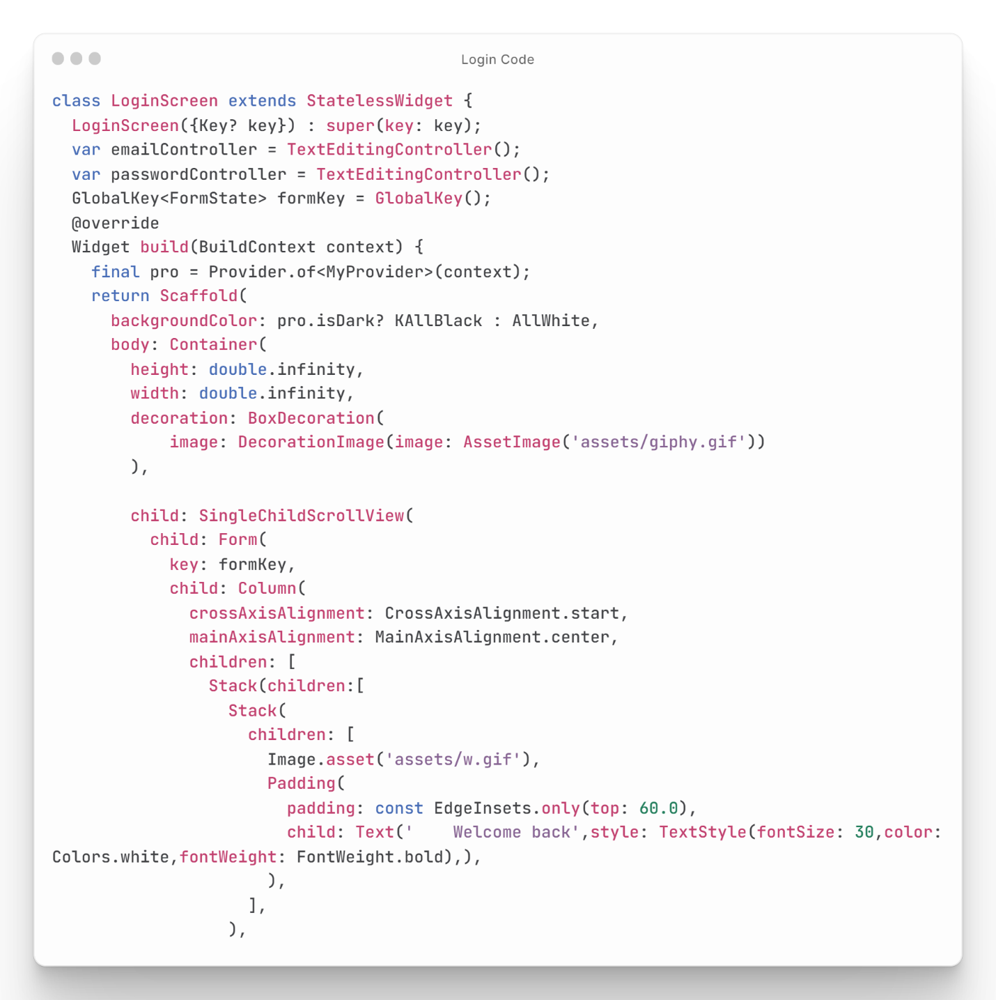 Login Code
class LoginScreen extends StatelessWidget {
  LoginScreen({Key? key}) : super(key: key);
  var emailController = TextEditingController();
  var passwordController = TextEditingController();
  GlobalKey<FormState> formKey = GlobalKey();
  @override
  Widget build(BuildContext context) {
    final pro = Provider.of<MyProvider>(context);
    return Scaffold(
      backgroundColor: pro.isDark? KAllBlack : AllWhite,
      body: Container(
        height: double.infinity,
        width: double.infinity,
        decoration: BoxDecoration(
            image: DecorationImage(image: AssetImage('assets/giphy.gif'))
        ),

        child: SingleChildScrollView(
          child: Form(
            key: formKey,
            child: Column(
              crossAxisAlignment: CrossAxisAlignment.start,
              mainAxisAlignment: MainAxisAlignment.center,
              children: [
                Stack(children:[
                  Stack(
                    children: [
                      Image.asset('assets/w.gif'),
                      Padding(
                        padding: const EdgeInsets.only(top: 60.0),
                        child: Text('    Welcome back',style: TextStyle(fontSize: 30,color:
Colors.white,fontWeight: FontWeight.bold),),
                      ),
                    ],
                  ),